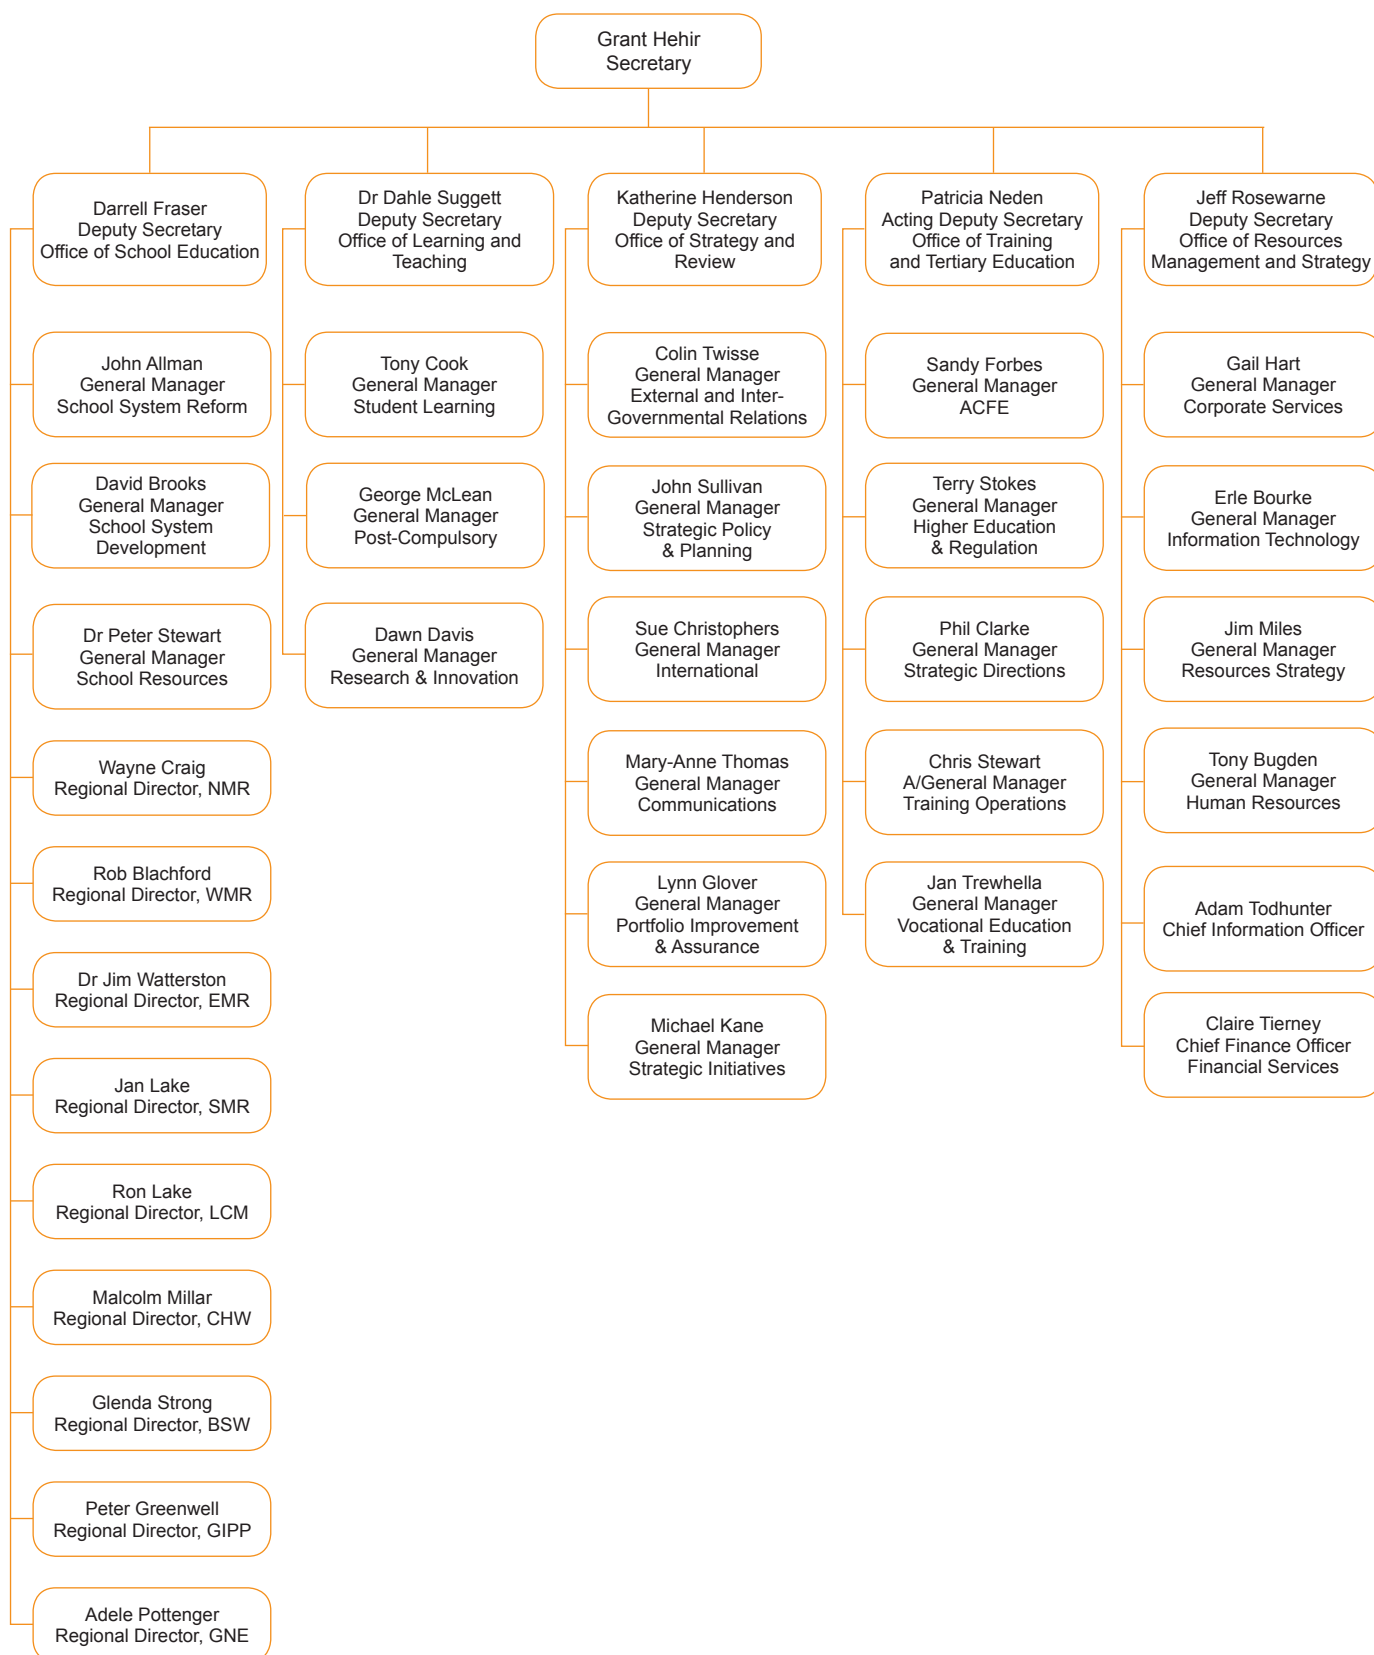 Grant Hehir
Secretary
Darrell Fraser
Deputy Secretary
Office of School Education
Dr Dahle Suggett
Deputy Secretary
Office of Learning and
Teaching
Katherine Henderson
Deputy Secretary
Office of Strategy and
Review
Patricia Neden
Acting Deputy Secretary
Office of Training
and Tertiary Education
Jeff Rosewarne
Deputy Secretary
Office of Resources
Management and Strategy
John Allman
General Manager
School System Reform
David Brooks
General Manager
School System
Development
Dr Peter Stewart
General Manager
School Resources
Wayne Craig
Regional Director, NMR
Rob Blachford
Regional Director, WMR
Dr Jim Watterston
Regional Director, EMR
Jan Lake
Regional Director, SMR
Ron Lake
Regional Director, LCM
Malcolm Millar
Regional Director, CHW
Glenda Strong
Regional Director, BSW
Peter Greenwell
Regional Director, GIPP
Adele Pottenger
Regional Director, GNE
Tony Cook
General Manager
Student Learning
George McLean
General Manager
Post-Compulsory
Dawn Davis
General Manager
Research & Innovation
Colin Twisse
General Manager
External and Inter-
Governmental Relations
John Sullivan
General Manager
Strategic Policy
& Planning
Sue Christophers
General Manager
International
Mary-Anne Thomas
General Manager
Communications
Lynn Glover
General Manager
Portfolio Improvement
& Assurance
Michael Kane
General Manager
Strategic Initiatives
Sandy Forbes
General Manager
ACFE
Terry Stokes
General Manager
Higher Education
& Regulation
Phil Clarke
General Manager
Strategic Directions
Chris Stewart
A/General Manager
Training Operations
Jan Trewhella
General Manager
Vocational Education
& Training
Gail Hart
General Manager
Corporate Services
Erle Bourke
General Manager
Information Technology
Jim Miles
General Manager
Resources Strategy
Tony Bugden
General Manager
Human Resources
Adam Todhunter
Chief Information Officer
Claire Tierney
Chief Finance Officer
Financial Services